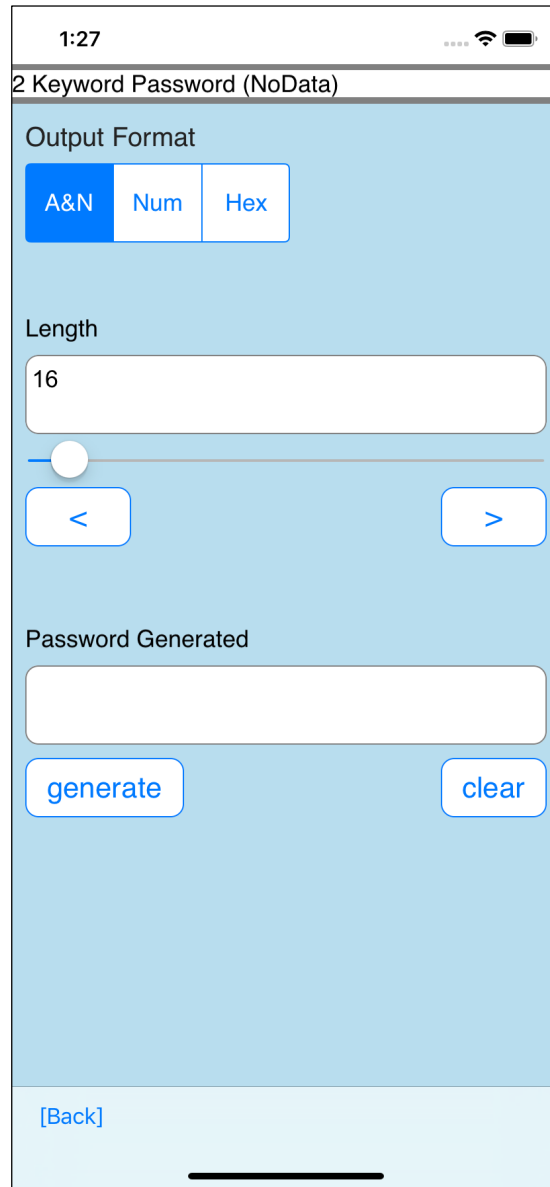 1:27
2 Keyword Password (NoData)
Output Format
A&N Num Hex
Length
16
< >
Password Generated
generate clear
[Back]